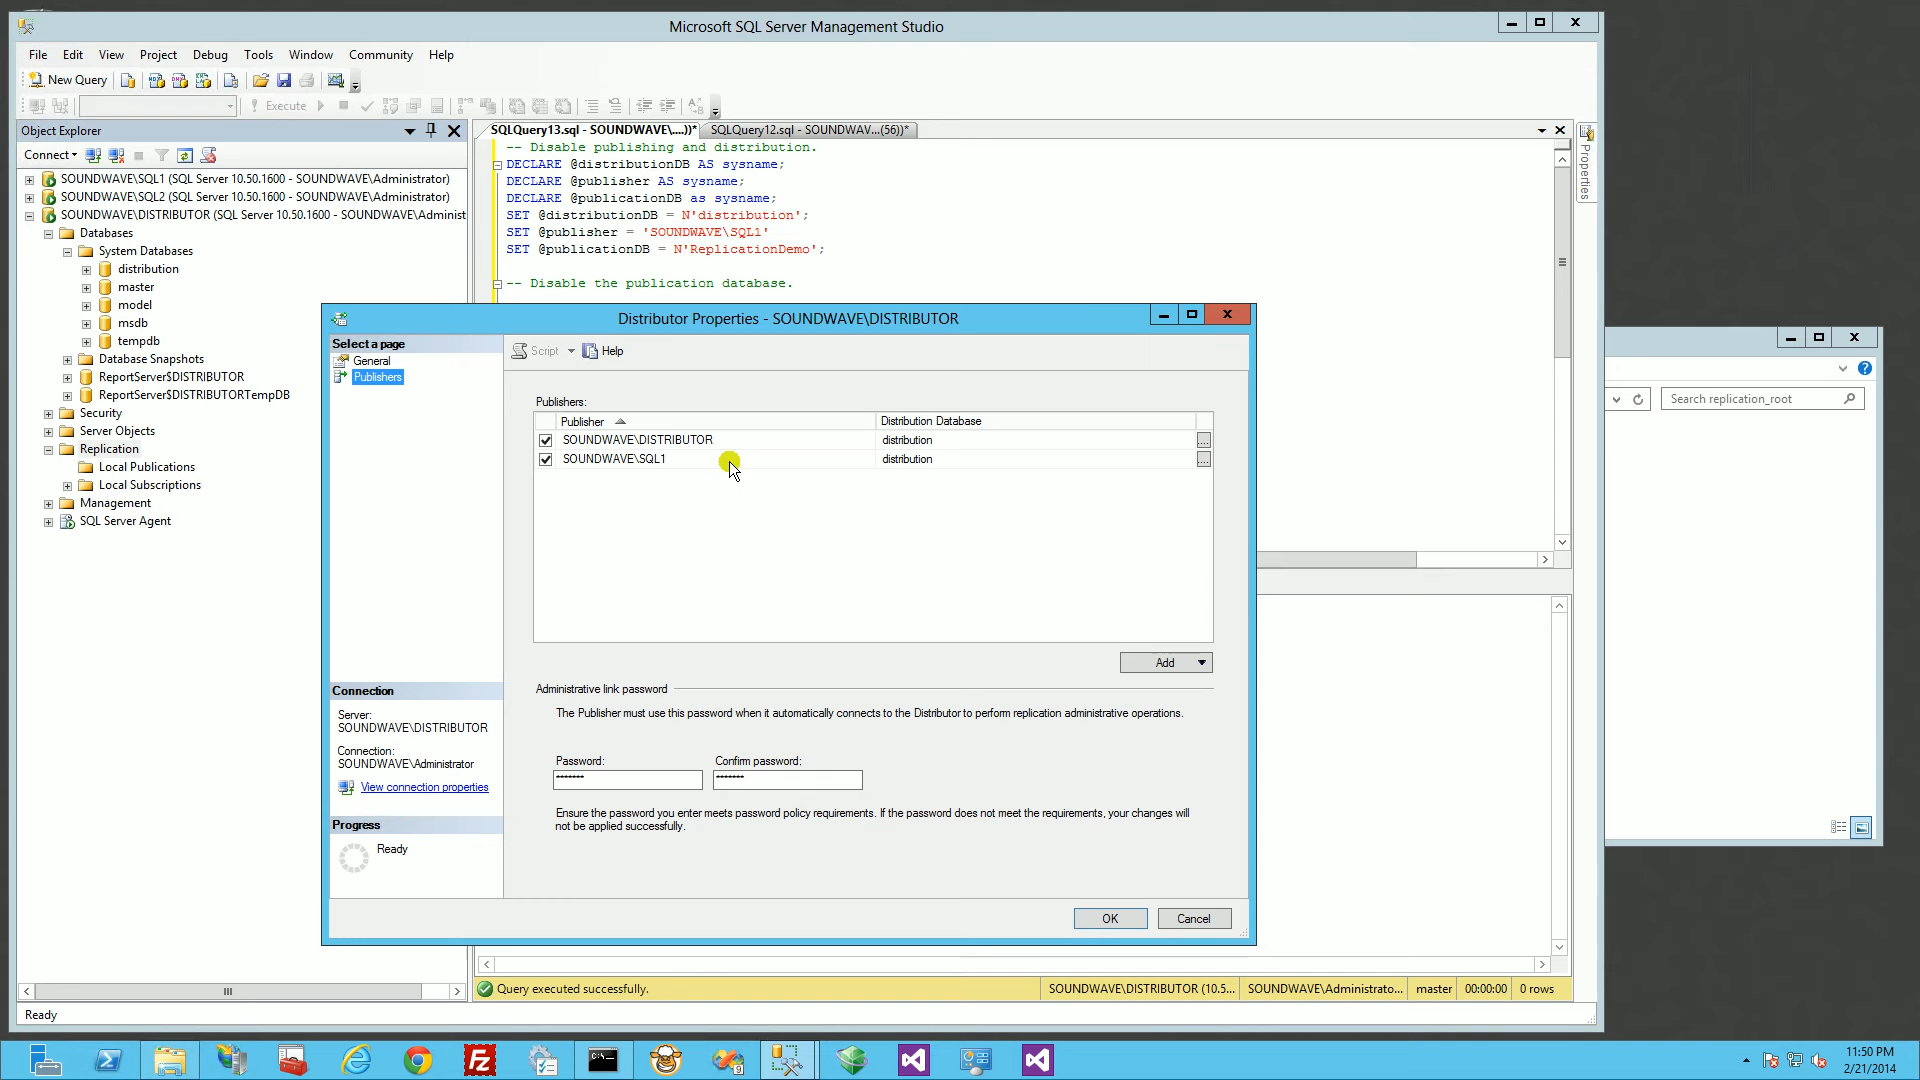 Microsoft SQL Server Management Studio
File Edit View Project Debug Tools Window Community Help
New Query
Execute
Object Explorer
Connect
SOUNDWAVE\SQL1 (SQL Server 10.50.1600 - SOUNDWAVE\Administrator)
SOUNDWAVE\SQL2 (SQL Server 10.50.1600 - SOUNDWAVE\Administrator)
SOUNDWAVE\DISTRIBUTOR (SQL Server 10.50.1600 - SOUNDWAVE\Administ
Databases
System Databases
distribution
master
model
msdb
tempdb
Database Snapshots
ReportServer$DISTRIBUTOR
ReportServer$DISTRIBUTORTempDB
Security
Server Objects
Replication
Local Publications
Local Subscriptions
Management
SQL Server Agent
SQLQuery13.sql - SOUNDWAVE\....))*
SQLQuery12.sql - SOUNDWAV...(56))*
-- Disable publishing and distribution.
DECLARE @distributionDB AS sysname;
DECLARE @publisher AS sysname;
DECLARE @publicationDB as sysname;
SET @distributionDB = N'distribution';
SET @publisher = 'SOUNDWAVE\SQL1'
SET @publicationDB = N'ReplicationDemo';
-- Disable the publication database.
Properties
Distributor Properties - SOUNDWAVE\DISTRIBUTOR
Select a page
General
Publishers
Script Help
Publishers:
Publisher Distribution Database
SOUNDWAVE\DISTRIBUTOR distribution ...
SOUNDWAVE\SQL1 distribution ...
Add
Administrative link password
The Publisher must use this password when it automatically connects to the Distributor to perform replication administrative operations.
Password: Confirm password:
******* *******
Ensure the password you enter meets password policy requirements. If the password does not meet the requirements, your changes will
not be applied successfully.
Connection
Server:
SOUNDWAVE\DISTRIBUTOR
Connection:
SOUNDWAVE\Administrator
View connection properties
Progress
Ready
OK Cancel
Search replication_root
Query executed successfully.
SOUNDWAVE\DISTRIBUTOR (10.5... SOUNDWAVE\Administrato... master 00:00:00 0 rows
Ready
11:50 PM
2/21/2014